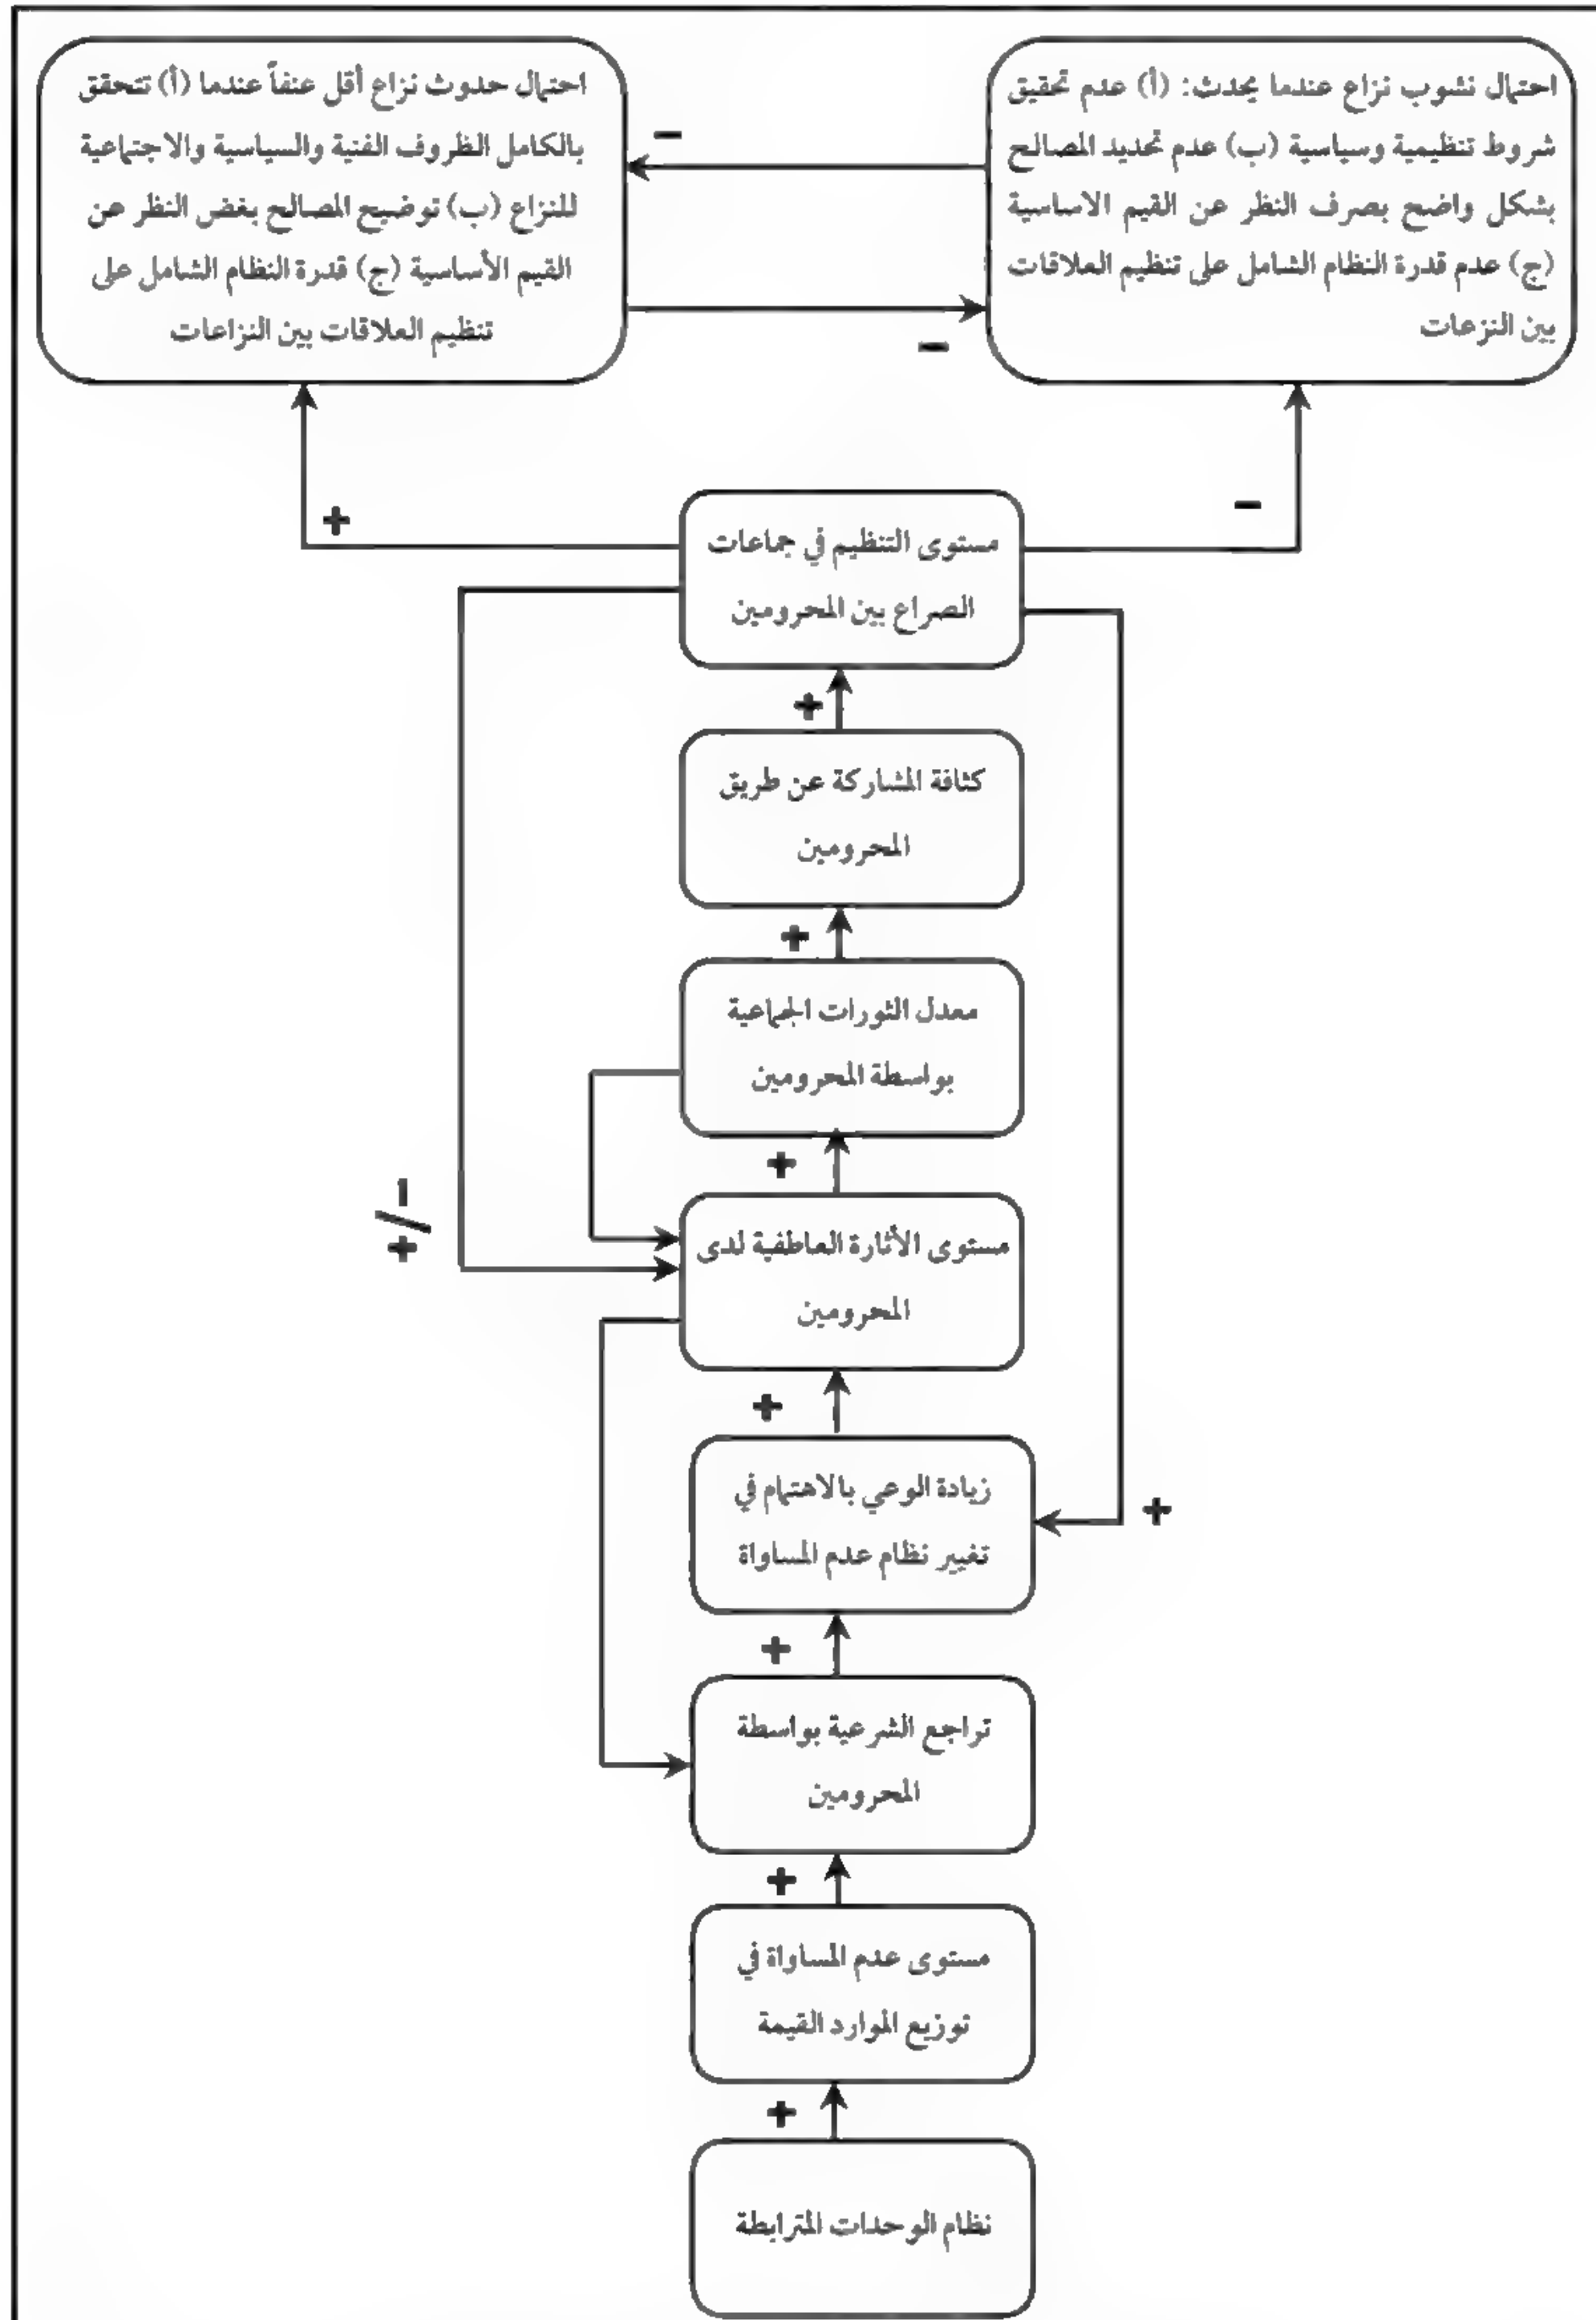 احتمال نشوب نزاع عندما يحدث: (أ) عدم تحقيق
شروط تنظيمية وسياسية (ب) عدم تحديد المصالح
بشكل واضح بصرف النظر عن القيم الاساسية
(ج) عدم قدرة النظام الشامل على تنظيم العلاقات
بين النزعات
احتمال حدوث نزاع أقل عنفاً عندما (أ) تتحقق
بالكامل الظروف الفنية والسياسية والاجتماعية
للنزاع (ب) توضيح المصالح بغض النظر عن
القيم الأساسية (ج) قدرة النظام الشامل على
تنظيم العلاقات بين النزاعات
−
−
−
+
مستوى التنظيم في جماعات
الصراع بين المحرومين
+
كثافة المشاركة عن طريق
المحرومين
+
معدل الثورات الجماعية
بواسطة المحرومين
+
+/−
مستوى الأثارة العاطفية لدى
المحرومين
+
زيادة الوعي بالاهتمام في
تغيير نظام عدم المساواة
+
+
تراجع الشرعية بواسطة
المحرومين
+
مستوى عدم المساواة في
توزيع الموارد القيمة
+
نظام الوحدات المترابطة